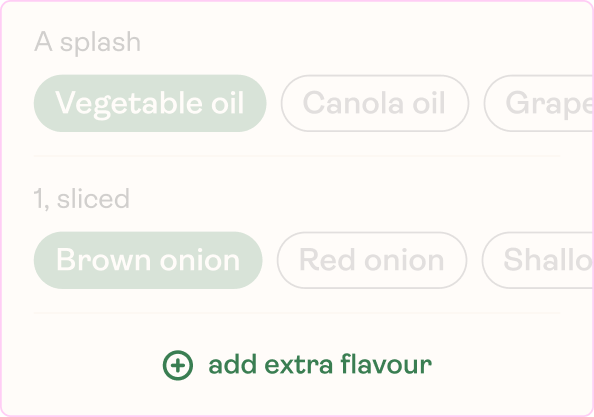 A splash
Vegetable oil Canola oil Grape
1, sliced
Brown onion Red onion Shallo
add extra flavour